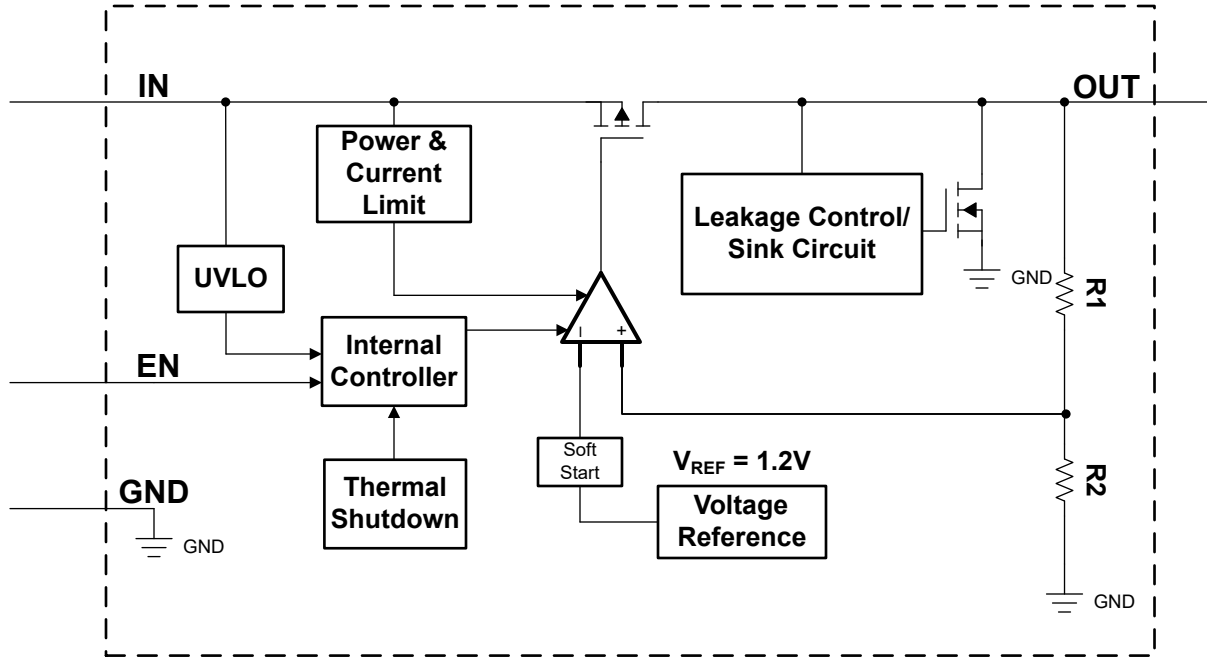 IN
OUT
Power &
Current
Limit
Leakage Control/
Sink Circuit
GND
R1
UVLO
Internal
Controller
EN
Soft
Start
VREF = 1.2V
Voltage
Reference
R2
Thermal
Shutdown
GND
GND
GND
− +